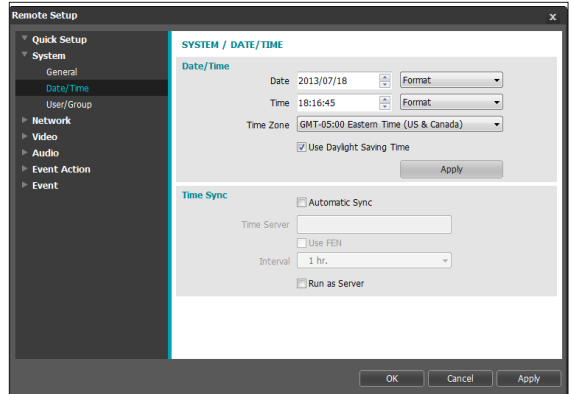 Remote Setup x
Quick Setup
System
General
Date/Time
User/Group
Network
Video
Audio
Event Action
Event
SYSTEM / DATE/TIME
Date/Time
Date 2013/07/18 Format
Time 18:16:45 Format
Time Zone GMT-05:00 Eastern Time (US & Canada)
Use Daylight Saving Time
Apply
Time Sync
Automatic Sync
Time Server
Use FEN
Interval 1 hr.
Run as Server
OK Cancel Apply